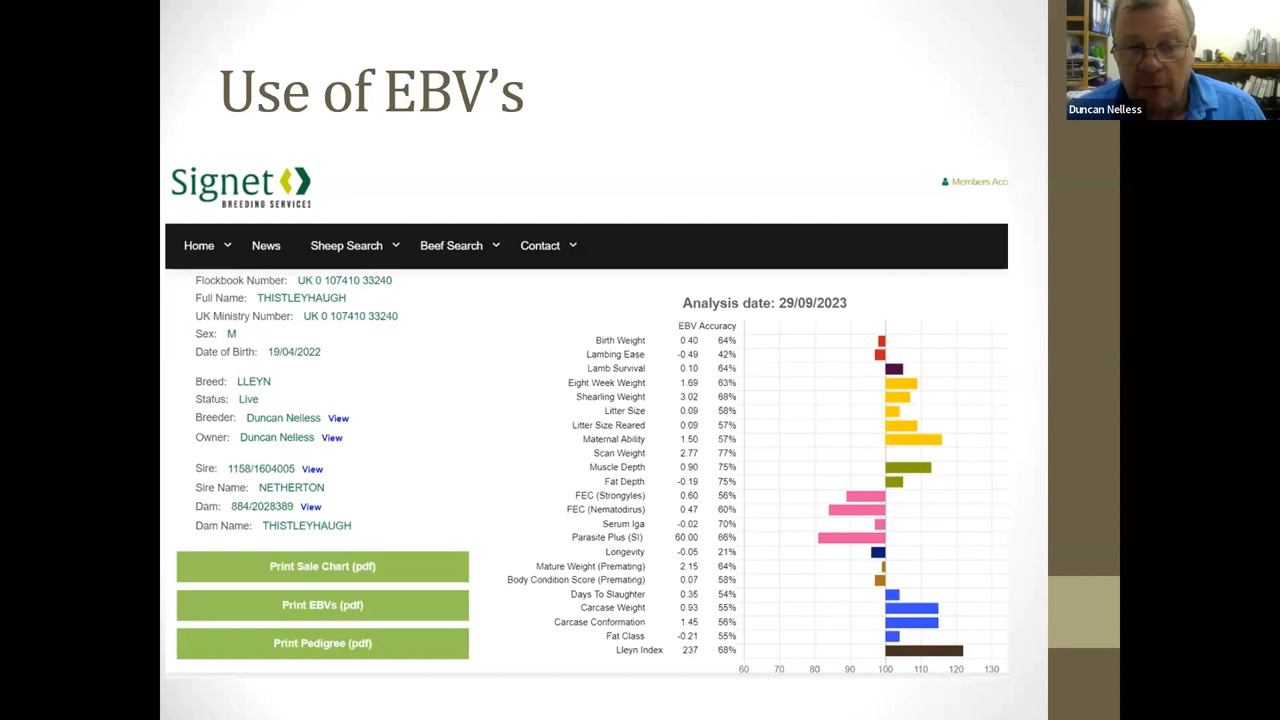 Use of EBV's
Duncan Nelless
Signet
BREEDING SERVICES
Members Acc
Home News Sheep Search Beef Search Contact
Flockbook Number: UK 0 107410 33240
Full Name: THISTLEYHAUGH
UK Ministry Number: UK 0 107410 33240
Sex: M
Date of Birth: 19/04/2022
Breed: LLEYN
Status: Live
Breeder: Duncan Nelless View
Owner: Duncan Nelless View
Sire: 1158/1604005 View
Sire Name: NETHERTON
Dam: 884/2028389 View
Dam Name: THISTLEYHAUGH
Print Sale Chart (pdf)
Print EBVs (pdf)
Print Pedigree (pdf)
Analysis date: 29/09/2023
EBV Accuracy
Birth Weight 0.40 64%
Lambing Ease -0.49 42%
Lamb Survival 0.10 64%
Eight Week Weight 1.69 63%
Shearling Weight 3.02 68%
Litter Size 0.09 58%
Litter Size Reared 0.09 57%
Maternal Ability 1.50 57%
Scan Weight 2.77 77%
Muscle Depth 0.90 75%
Fat Depth -0.19 75%
FEC (Strongyles) 0.60 56%
FEC (Nematodirus) 0.47 60%
Serum Iga -0.02 70%
Parasite Plus (SI) 60.00 66%
Longevity -0.05 21%
Mature Weight (Premating) 2.15 64%
Body Condition Score (Premating) 0.07 58%
Days To Slaughter 0.35 54%
Carcase Weight 0.93 55%
Carcase Conformation 1.45 56%
Fat Class -0.21 55%
Lleyn Index 237 68%
60 70 80 90 100 110 120 130